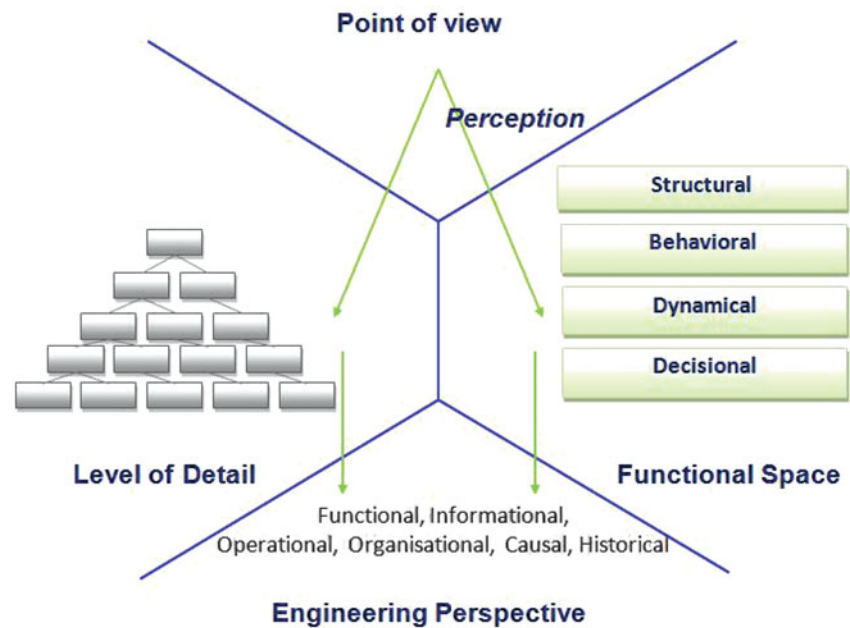 Point of view
Perception
Structural
Behavioral
Dynamical
Decisional
Level of Detail
Functional Space
Functional, Informational,
Operational, Organisational, Causal, Historical
Engineering Perspective